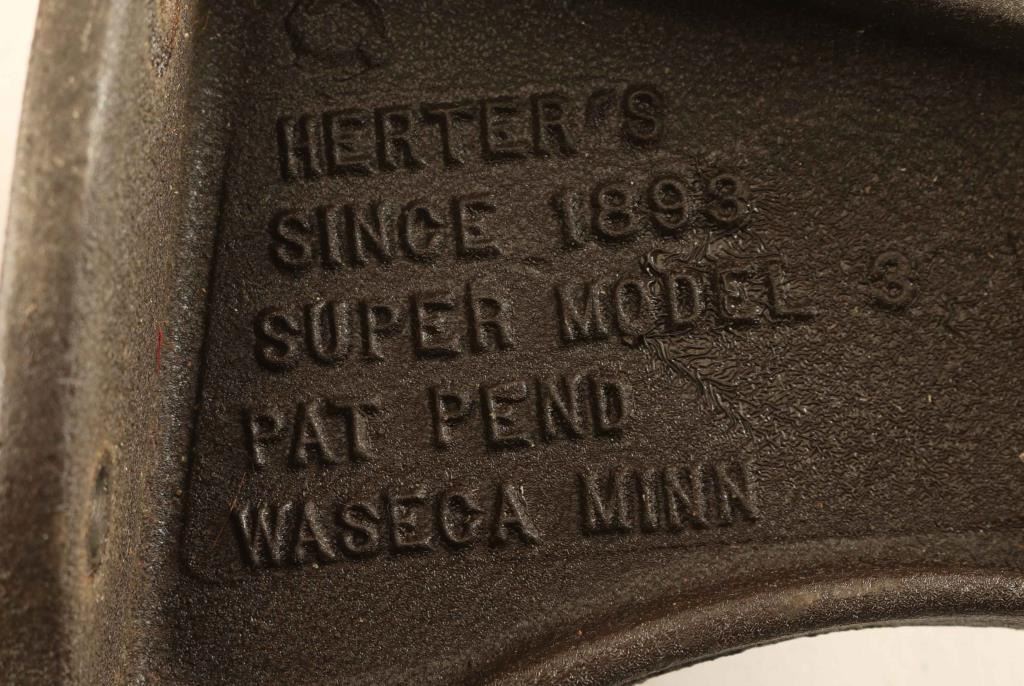 HERTER'S
SINCE 1893
SUPER MODEL 3
PAT PEND
WASECA MINN